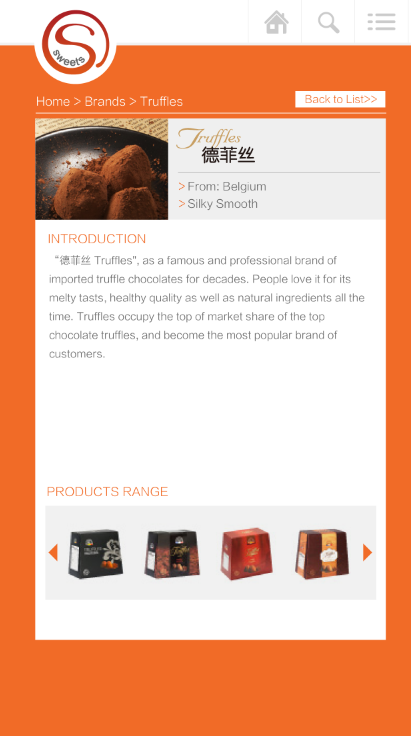 sweets
Home > Brands > Truffles
Back to List>>
Truffles
德菲丝
> From: Belgium
> Silky Smooth
INTRODUCTION
“德菲丝 Truffles", as a famous and professional brand of
imported truffle chocolates for decades. People love it for its
melty tasts, healthy quality as well as natural ingredients all the
time. Truffles occupy the top of market share of the top
chocolate truffles, and become the most popular brand of
customers.
PRODUCTS RANGE